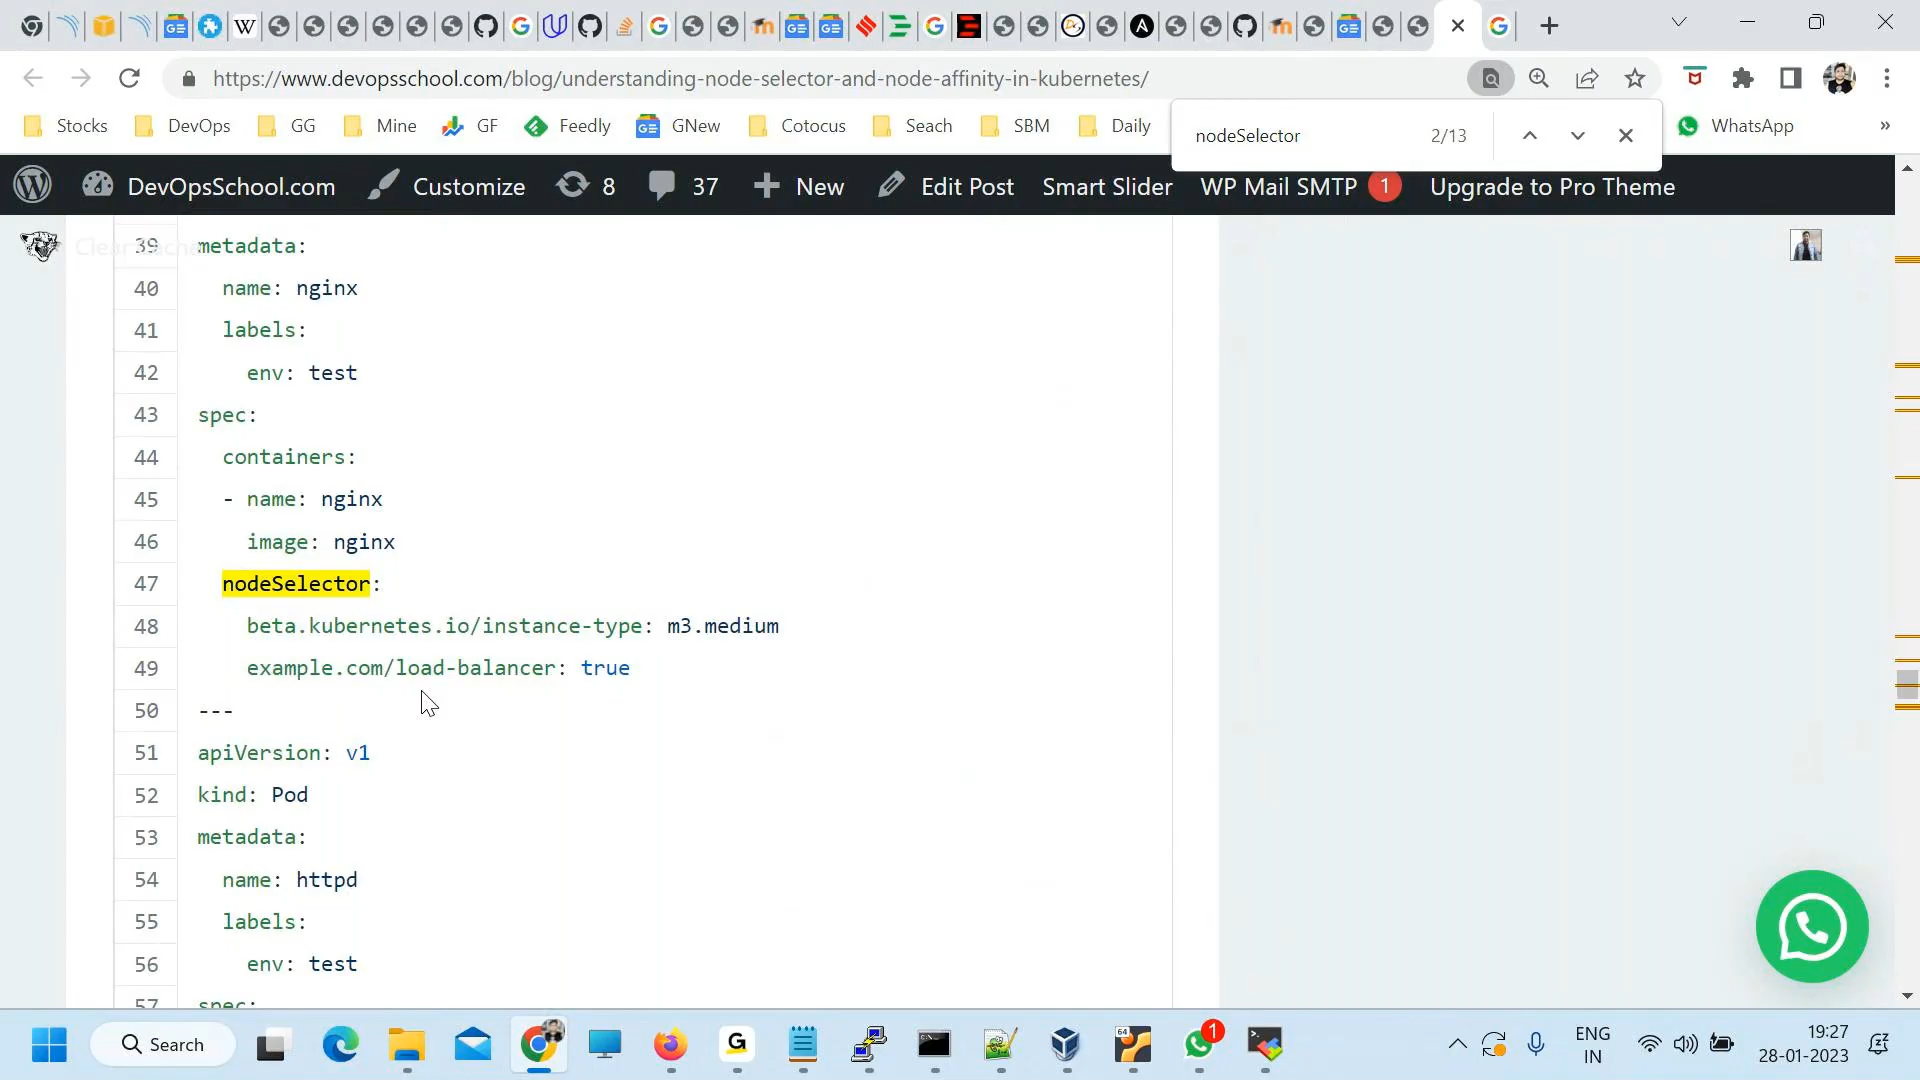 https://www.devopsschool.com/blog/understanding-node-selector-and-node-affinity-in-kubernetes/
Stocks
DevOps
GG
Mine
GF
Feedly
GNew
Cotocus
Seach
SBM
Daily
nodeSelector
2/13
WhatsApp
»
DevOpsSchool.com
Customize
8
37
New
Edit Post
Smart Slider
WP Mail SMTP 1
Upgrade to Pro Theme
39 metadata:
40 name: nginx
41 labels:
42 env: test
43 spec:
44 containers:
45 - name: nginx
46 image: nginx
47 nodeSelector:
48 beta.kubernetes.io/instance-type: m3.medium
49 example.com/load-balancer: true
50 ---
51 apiVersion: v1
52 kind: Pod
53 metadata:
54 name: httpd
55 labels:
56 env: test
57 spec:
Search
G
64
1
ENG
IN
19:27
28-01-2023